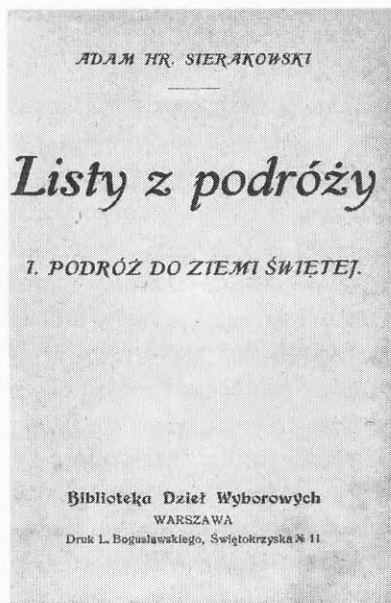 ADAM HR. SIERAKOWSKI
Listy z podróży
I. PODRÓŻ DO ZIEMI ŚWIĘTEJ.
Biblioteka Dzieł Wyborowych
WARSZAWA
Druk L. Bogusławskiego, Świętokrzyska № 11